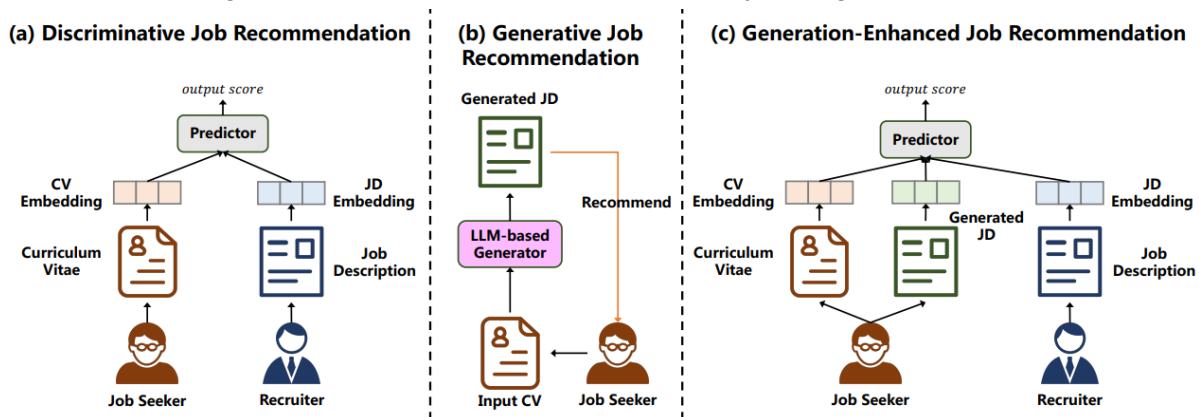 (a) Discriminative Job Recommendation
output score
Predictor
CV
Embedding
JD
Embedding
Curriculum
Vitae
Job
Description
Job Seeker
Recruiter
(b) Generative Job
Recommendation
Generated JD
Recommend
LLM-based
Generator
Input CV
Job Seeker
(c) Generation-Enhanced Job Recommendation
output score
Predictor
CV
Embedding
JD
Embedding
Generated
JD
Curriculum
Vitae
Job
Description
Job Seeker
Recruiter